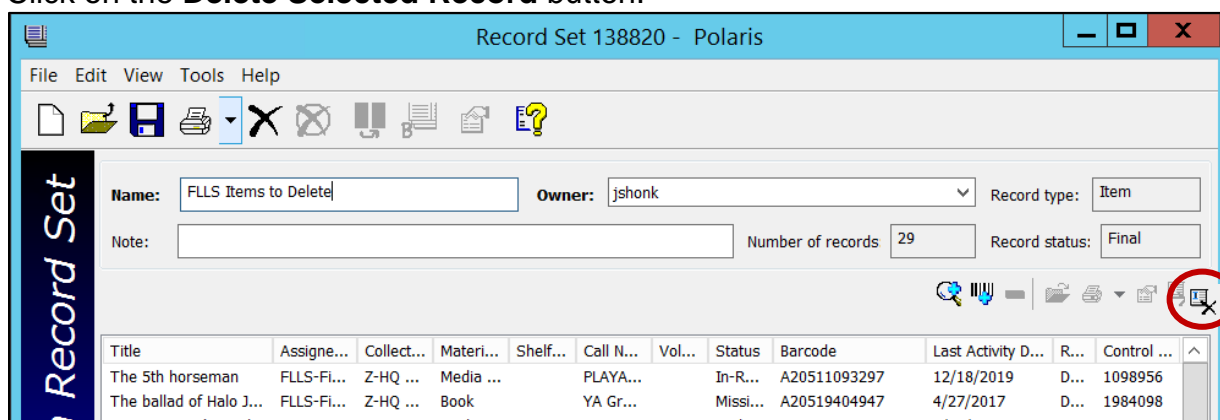 Click on the Delete Selected Record button.
Record Set 138820 - Polaris
File Edit View Tools Help
Name: FLLS Items to Delete Owner: jshonk Record type: Item
Note: Number of records 29 Record status: Final
Record Set
Title Assigne... Collect... Materi... Shelf... Call N... Vol... Status Barcode Last Activity D... R... Control ...
The 5th horseman FLLS-Fi... Z-HQ ... Media ... PLAYA... In-R... A20511093297 12/18/2019 D... 1098956
The ballad of Halo J... FLLS-Fi... Z-HQ ... Book YA Gr... Missi... A20519404947 4/27/2017 D... 1984098